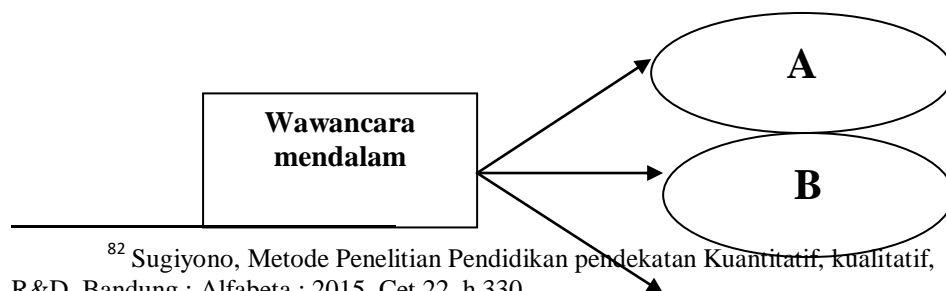 A
Wawancara
mendalam
B
82 Sugiyono, Metode Penelitian Pendidikan pendekatan Kuantitatif, kualitatif,
R&D, Bandung : Alfabeta : 2015, Cet 22, h 330